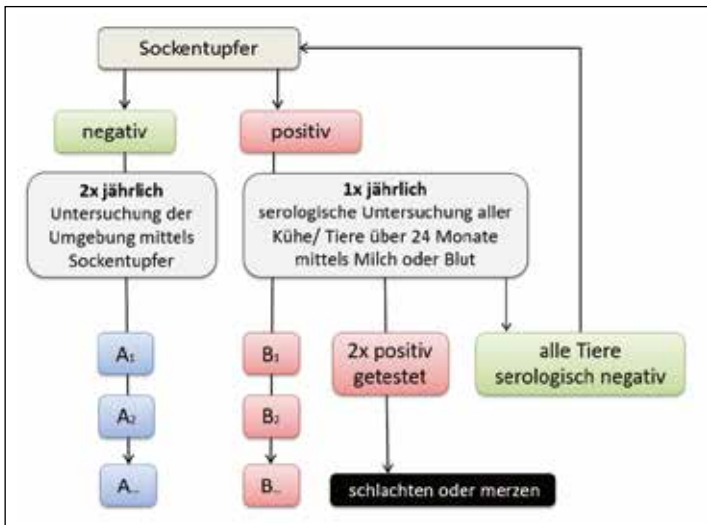 Sockentupfer
negativ
positiv
2x jährlich
Untersuchung der
Umgebung mittels
Sockentupfer
1x jährlich
serologische Untersuchung aller
Kühe/ Tiere über 24 Monate
mittels Milch oder Blut
A₁
A₂
A...
B₁
B₂
B...
2x positiv
getestet
alle Tiere
serologisch negativ
schlachten oder merzen